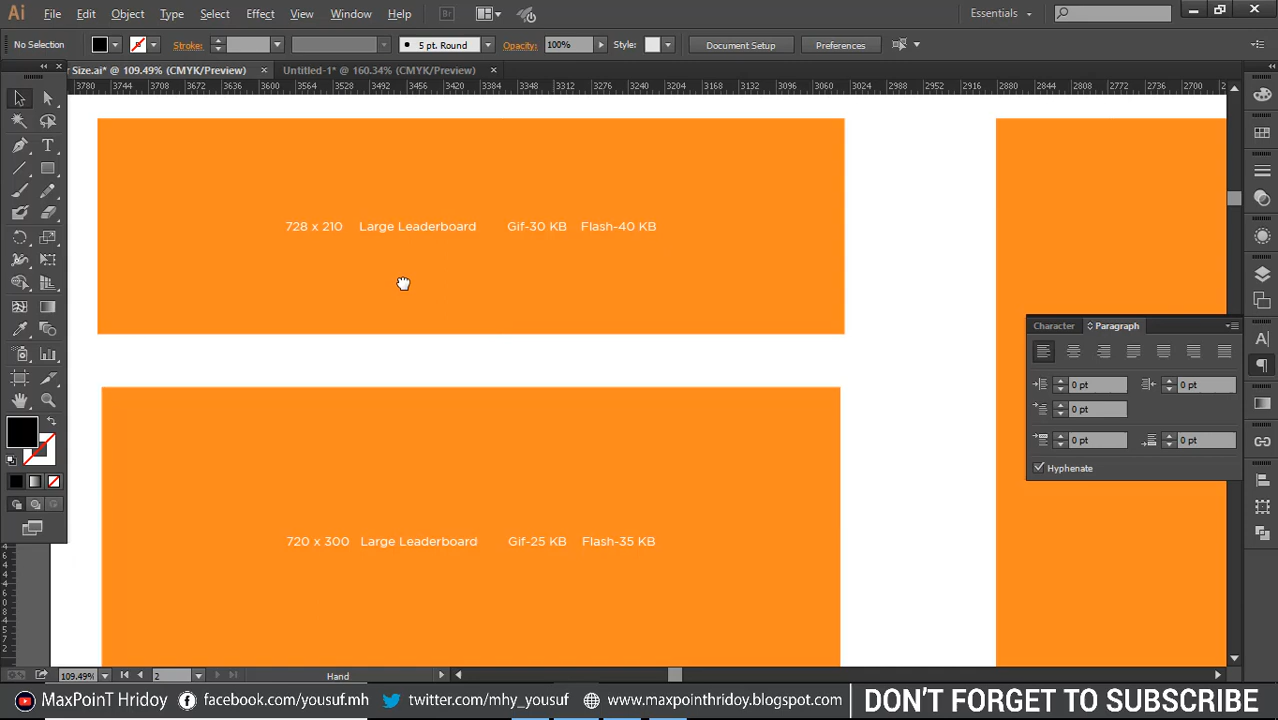 Ai File Edit Object Type Select Effect View Window Help Br Essentials
No Selection Stroke: 5 pt. Round Opacity: 100% Style: Document Setup Preferences
Size.ai* @ 109.49% (CMYK/Preview) × Untitled-1* @ 160.34% (CMYK/Preview) ×
3780 3744 3708 3672 3636 3600 3564 3528 3492 3456 3420 3384 3348 3312 3276 3240 3204 3168 3132 3096 3060 3024 2988 2952 2916 2880 2844 2808 2772 2736 2700
728 x 210 Large Leaderboard Gif-30 KB Flash-40 KB
Character Paragraph
0 pt 0 pt
0 pt
0 pt 0 pt
Hyphenate
720 x 300 Large Leaderboard Gif-25 KB Flash-35 KB
109.49% 2 Hand
MaxPoinT Hridoy facebook.com/yousuf.mh twitter.com/mhy_yousuf www.maxpointhridoy.blogspot.com DON'T FORGET TO SUBSCRIBE